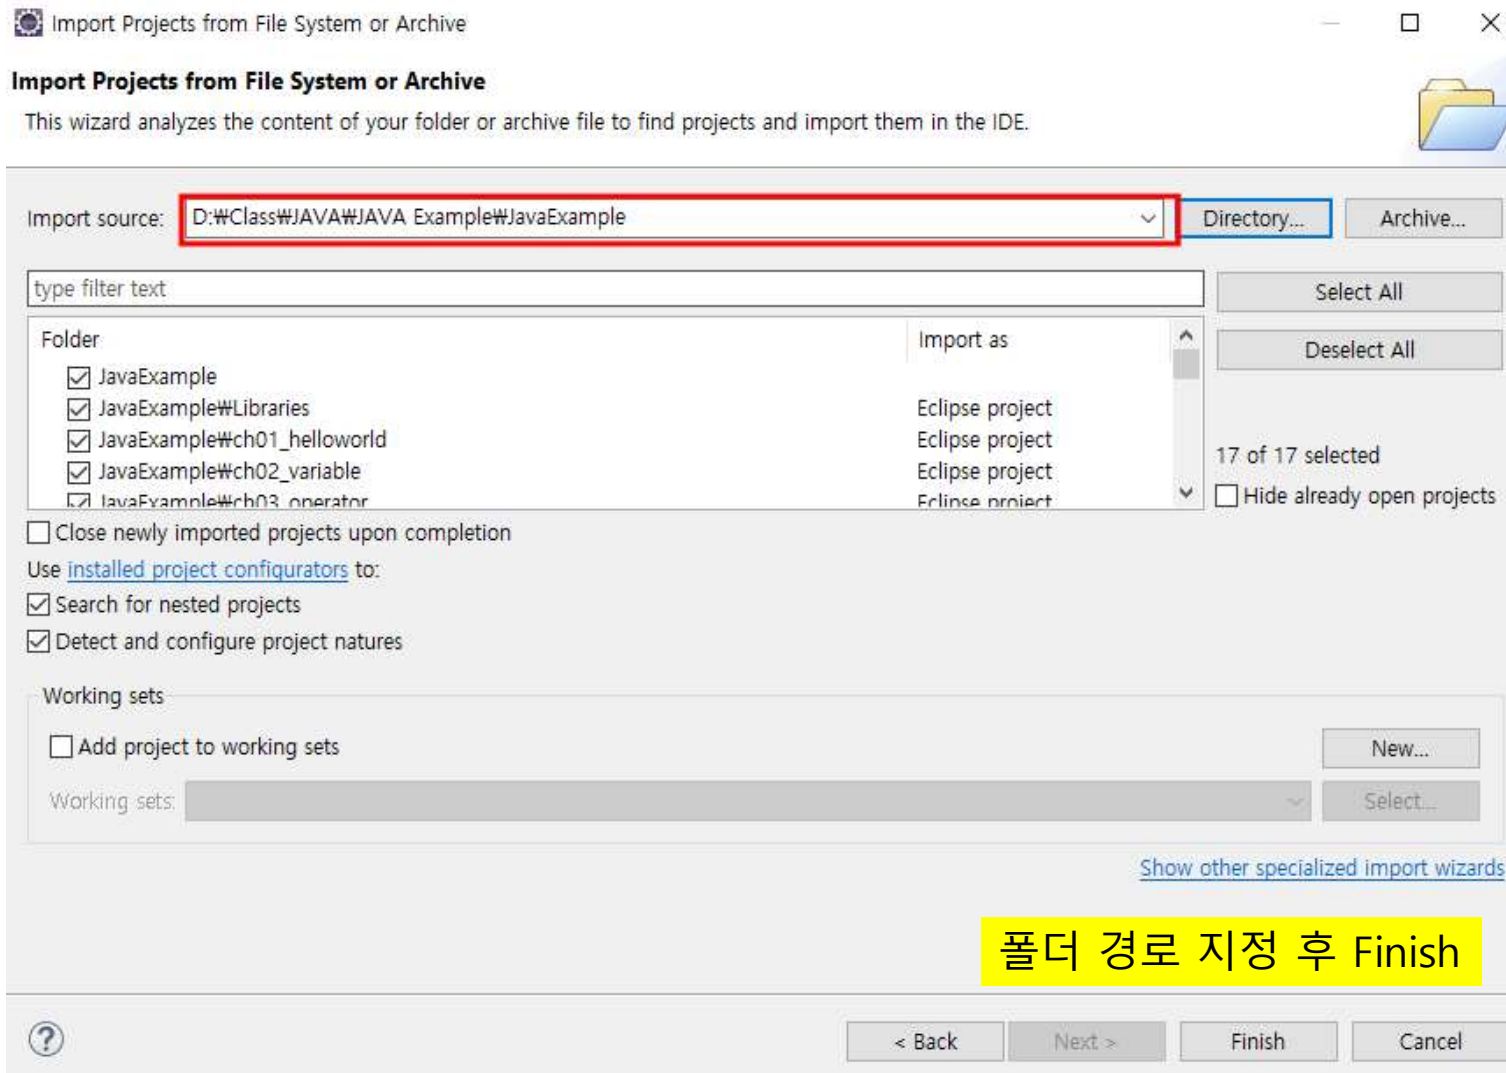 Import Projects from File System or Archive
Import Projects from File System or Archive
This wizard analyzes the content of your folder or archive file to find projects and import them in the IDE.
Import source: D:₩Class₩JAVA₩JAVA Example₩JavaExample Directory... Archive...
type filter text Select All
Folder Import as Deselect All
JavaExample
JavaExample₩Libraries Eclipse project
JavaExample₩ch01_helloworld Eclipse project
JavaExample₩ch02_variable Eclipse project
JavaExample₩ch03_operator Eclipse project
17 of 17 selected
Hide already open projects
Close newly imported projects upon completion
Use installed project configurators to:
Search for nested projects
Detect and configure project natures
Working sets
Add project to working sets New...
Working sets: Select...
Show other specialized import wizards
폴더 경로 지정 후 Finish
? < Back Next > Finish Cancel